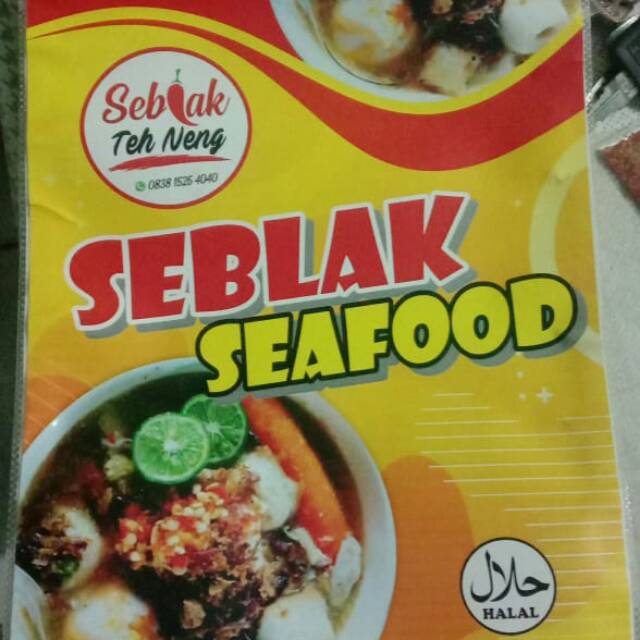 Seblak
Teh Neng
0838 1525 4040
SEBLAK
SEAFOOD
حلال
HALAL